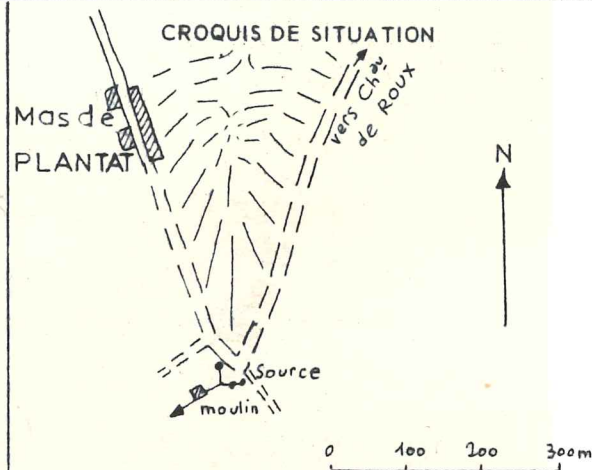 CROQUIS DE SITUATION
vers Chau.
de ROUX
Mas de
PLANTAT
N
Source
moulin
0 100 200 300m